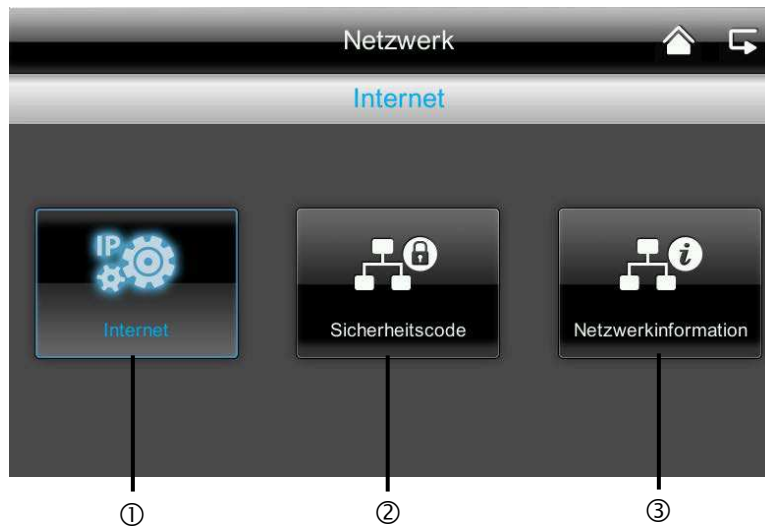 Netzwerk
Internet
IP
Internet
Sicherheitscode
i
Netzwerkinformation
① ② ③